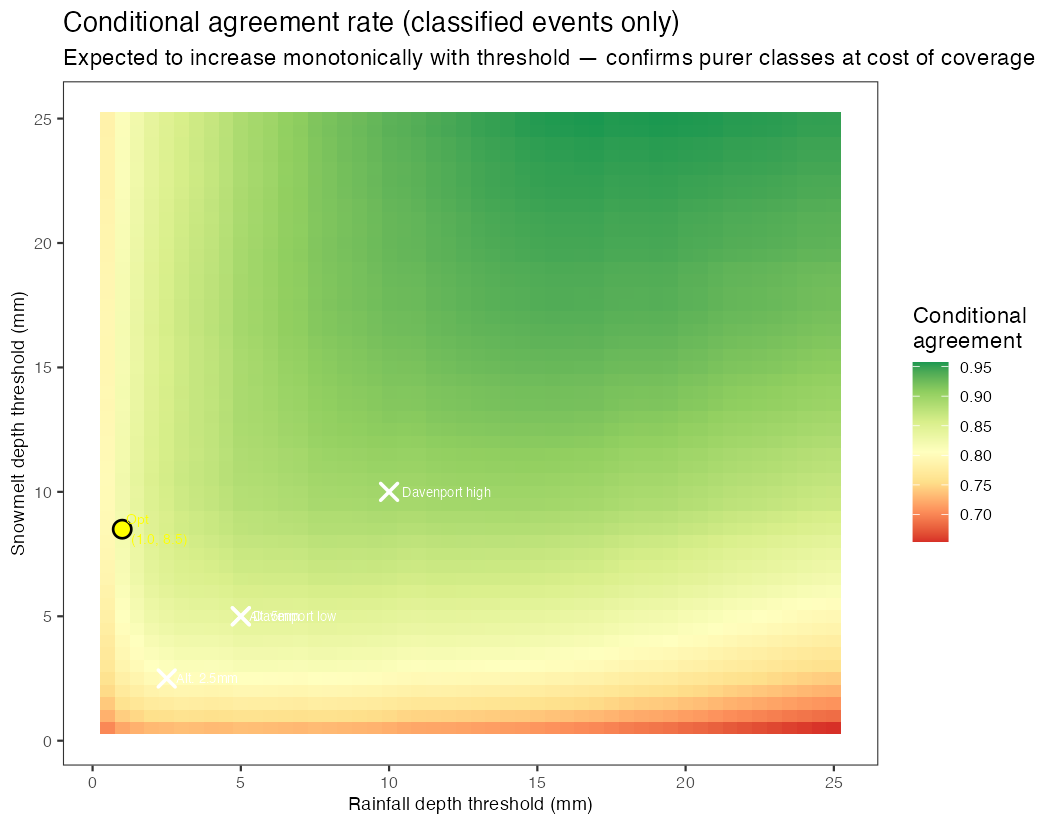 Conditional agreement rate (classified events only)
Expected to increase monotonically with threshold — confirms purer classes at cost of coverage
25
20
15
10
5
0
Snowmelt depth threshold (mm)
Davenport high
Davenport low
2.5mm
0
5
10
15
20
25
Rainfall depth threshold (mm)
Conditional
agreement
0.95
0.90
0.85
0.80
0.75
0.70